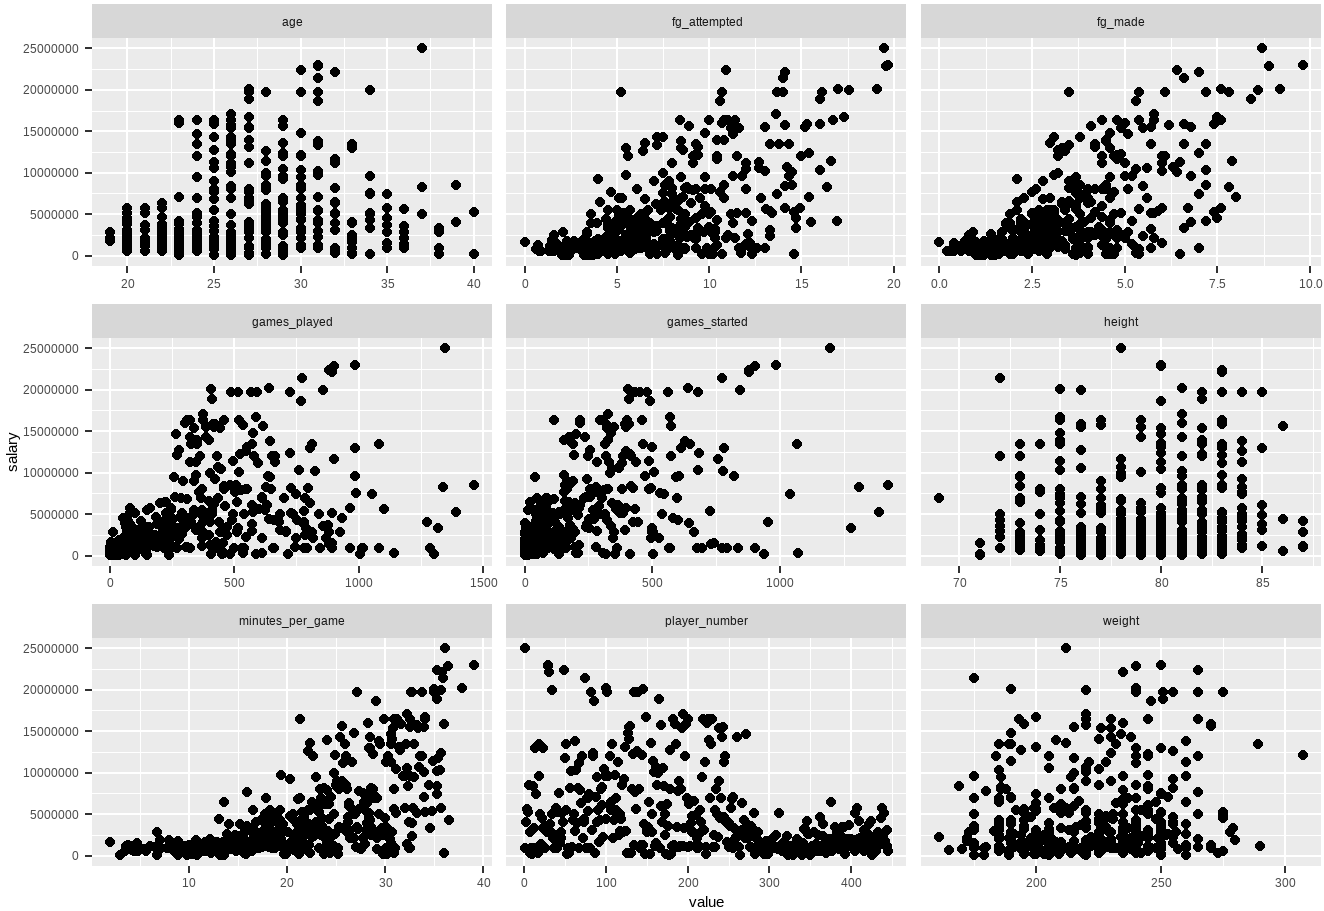 age fg_attempted fg_made
25000000
20000000
15000000
10000000
5000000
0
20 25 30 35 40 0 5 10 15 20 0.0 2.5 5.0 7.5 10.0
games_played games_started height
25000000
20000000
15000000
10000000
5000000
0
0 500 1000 1500 0 500 1000 70 75 80 85
salary
minutes_per_game player_number weight
25000000
20000000
15000000
10000000
5000000
0
10 20 30 40 0 100 200 300 400 200 250 300
value